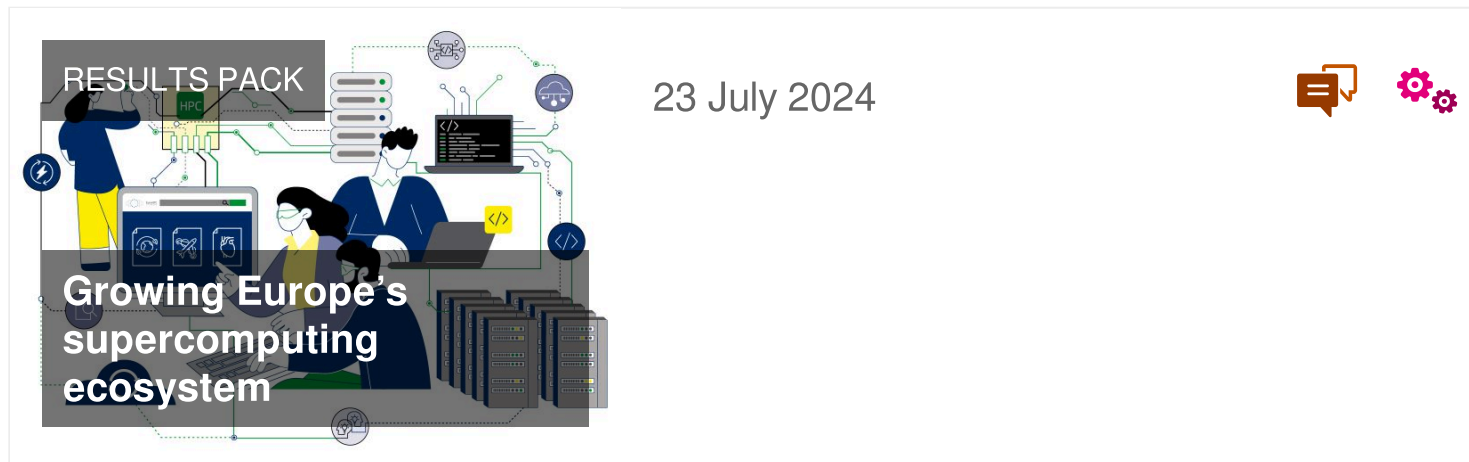 RESULTS PACK
HPC
</>
</>
</>
Growing Europe's
supercomputing
ecosystem
23 July 2024